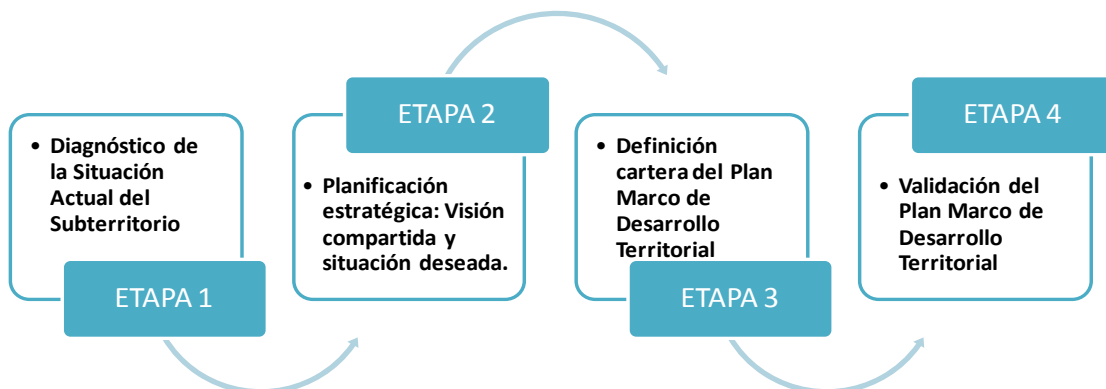 • Diagnóstico de
la Situación
Actual del
Subterritorio
ETAPA 1
ETAPA 2
• Planificación
estratégica: Visión
compartida y
situación deseada.
• Definición
cartera del Plan
Marco de
Desarrollo
Territorial
ETAPA 3
ETAPA 4
• Validación del
Plan Marco de
Desarrollo
Territorial